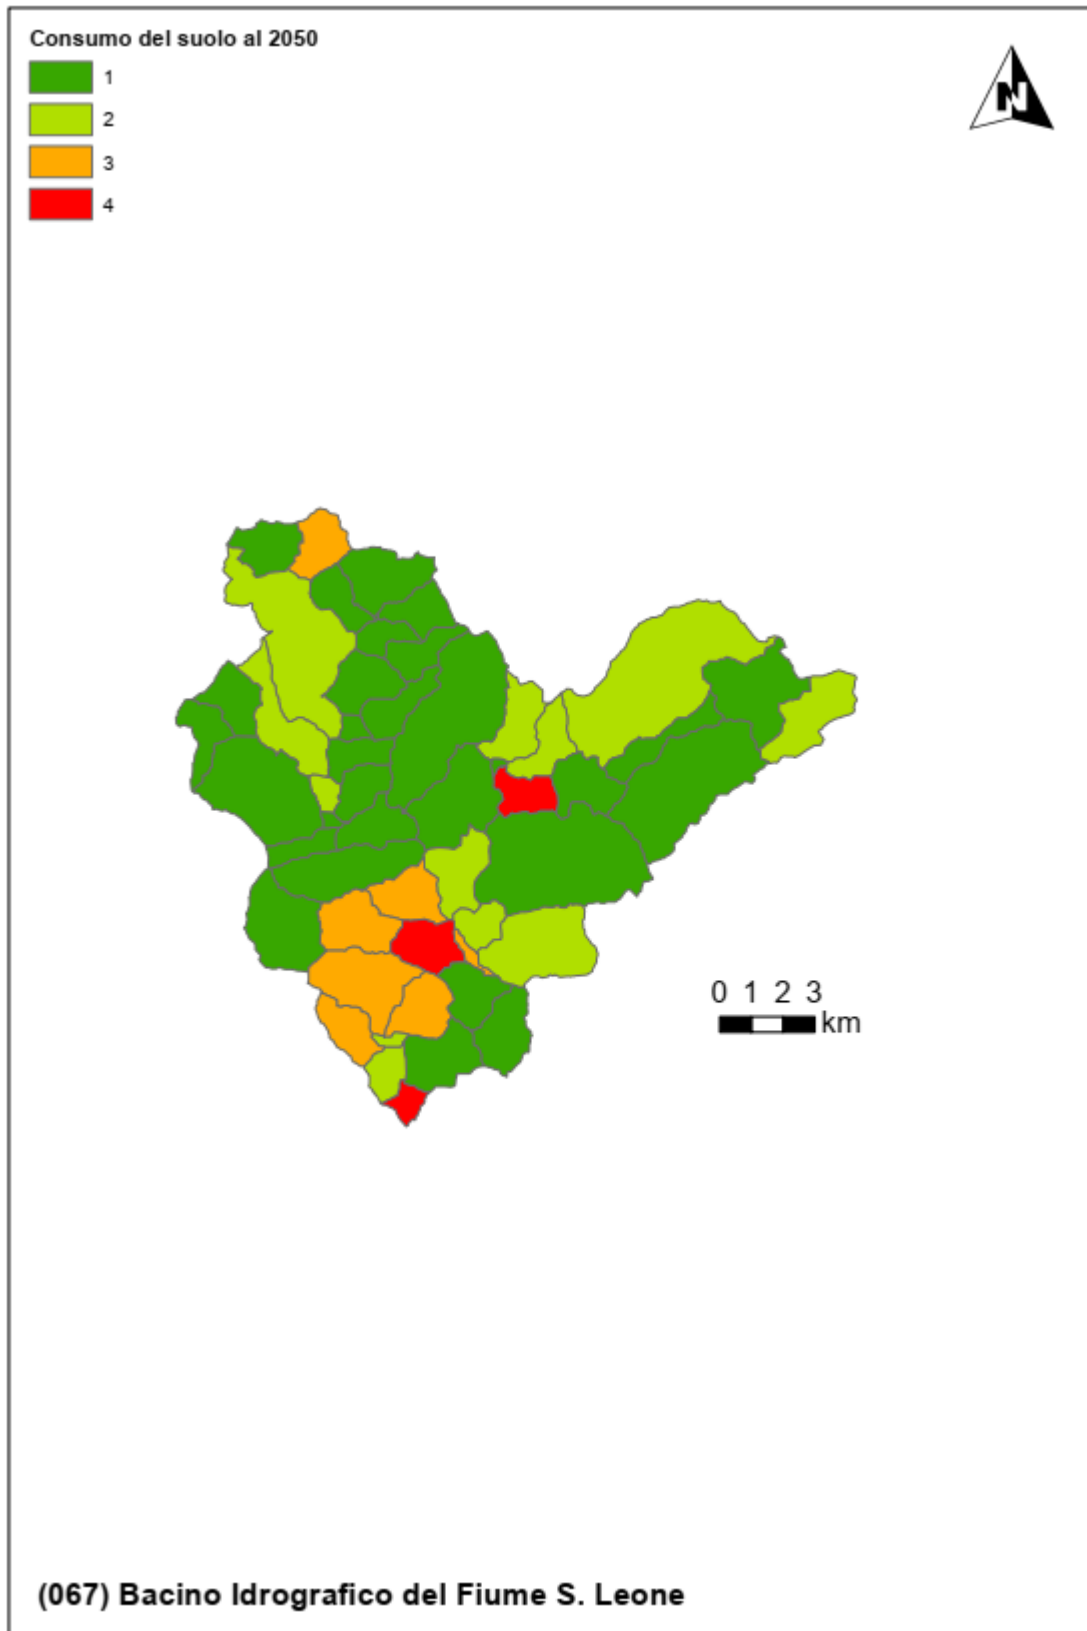 Consumo del suolo al 2050
1
2
3
4
N
0 1 2 3
km
(067) Bacino Idrografico del Fiume S. Leone